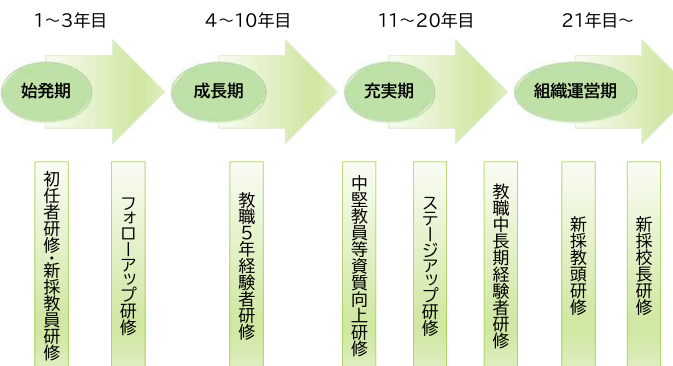 1～3年目
4～10年目
11～20年目
21年目～
始発期
成長期
充実期
組織運営期
初任者研修・新採教員研修
フォローアップ研修
教職5年経験者研修
中堅教員等資質向上研修
ステージアップ研修
教職中長期経験者研修
新採教頭研修
新採校長研修